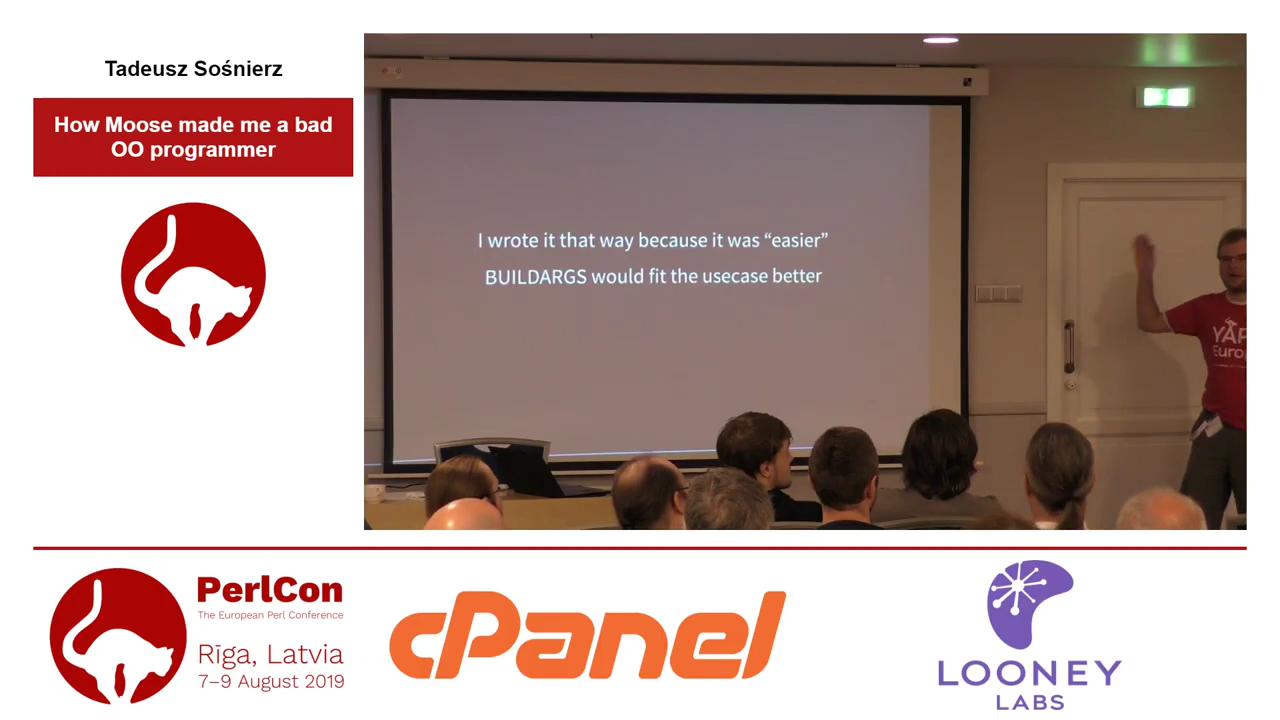 Tadeusz Sośnierz
How Moose made me a bad
OO programmer
I wrote it that way because it was “easier”
BUILDARGS would fit the usecase better
PerlCon
The European Perl Conference
Rīga, Latvia
7–9 August 2019
cPanel
LOONEY
LABS